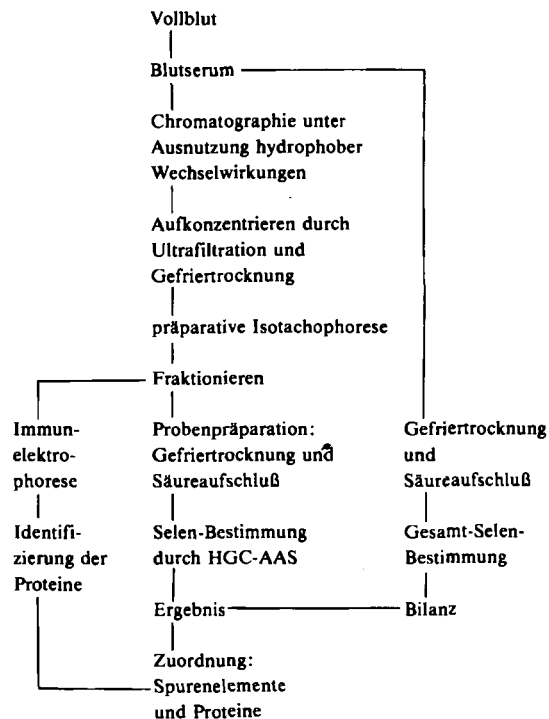 Vollblut
Blutserum
Chromatographie unter
Ausnutzung hydrophober
Wechselwirkungen
Aufkonzentrieren durch
Ultrafiltration und
Gefriertrocknung
präparative Isotachophorese
Fraktionieren
Immun-
elektro-
phorese
Probenpräparation:
Gefriertrocknung und
Säureaufschluß
Gefriertrocknung
und
Säureaufschluß
Identifi-
zierung der
Proteine
Selen-Bestimmung
durch HGC-AAS
Gesamt-Selen-
Bestimmung
Ergebnis
Bilanz
Zuordnung:
Spurenelemente
und Proteine